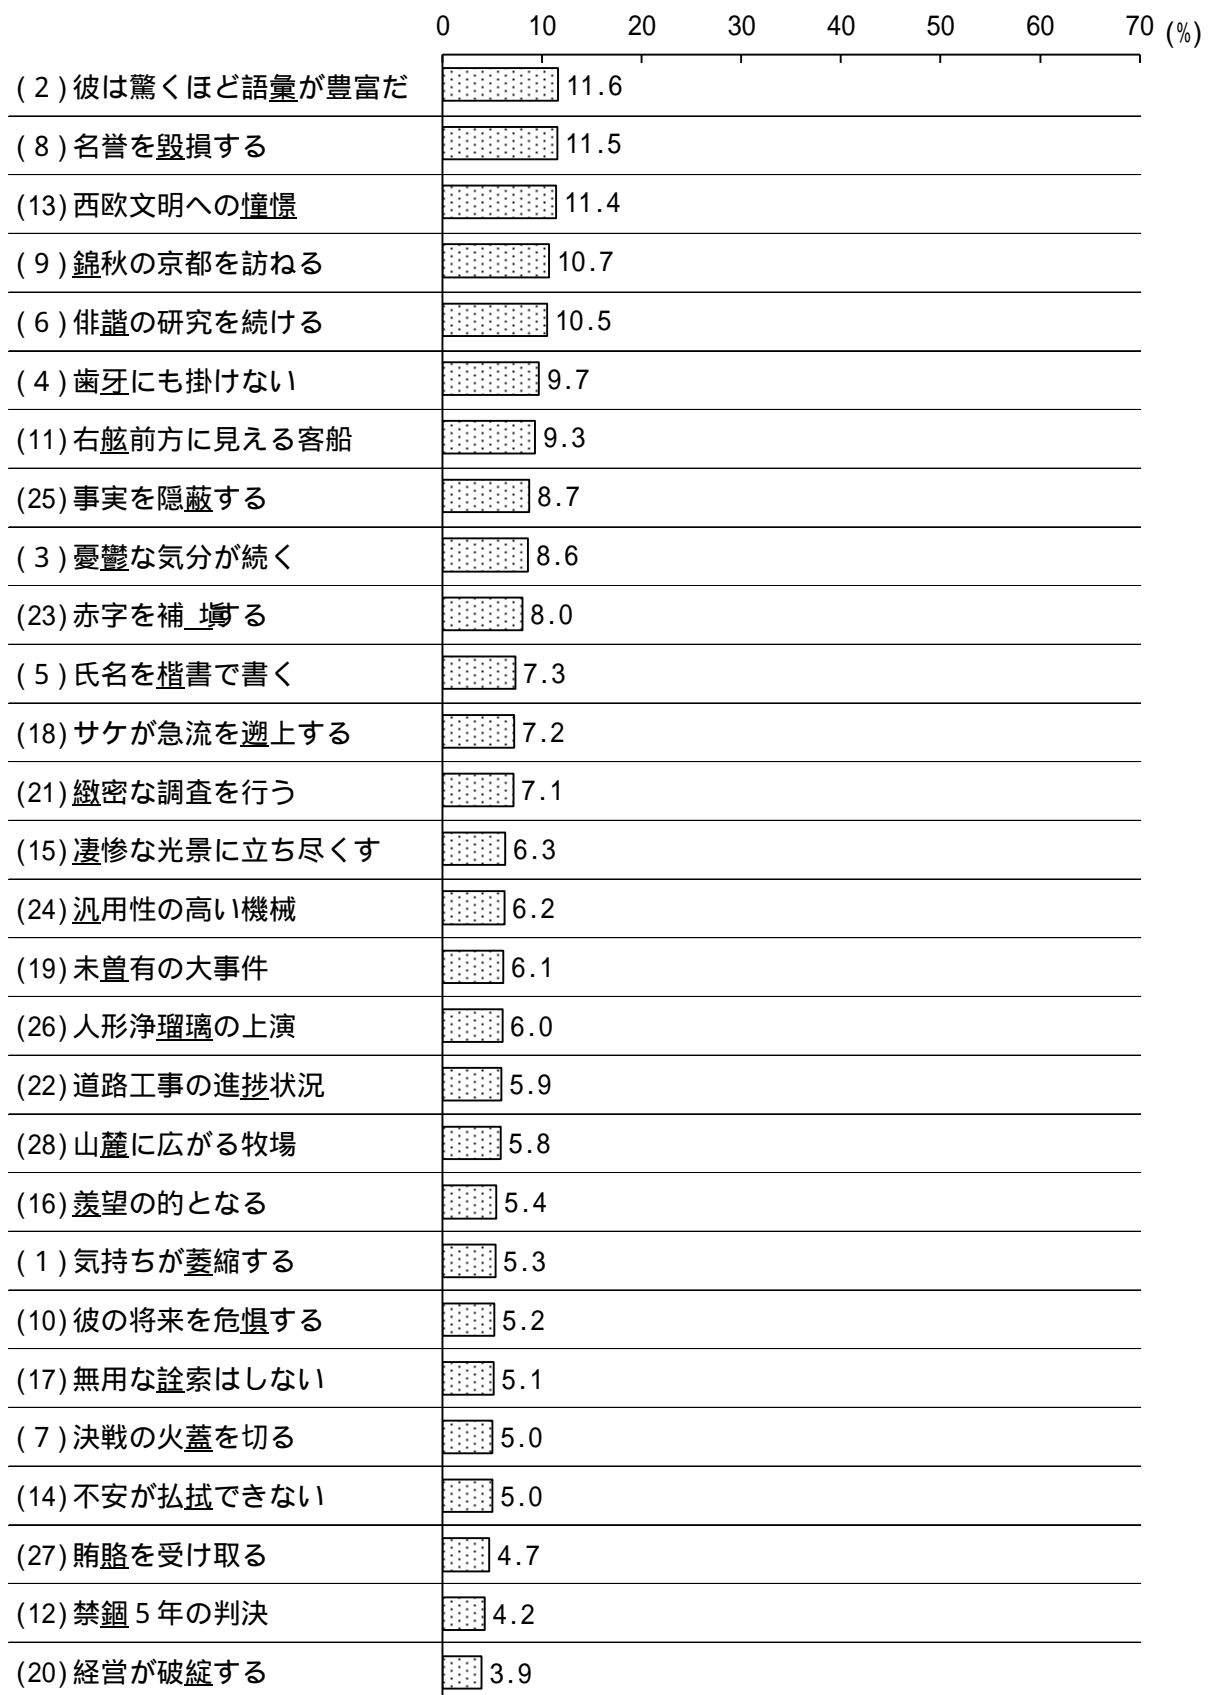 0 10 20 30 40 50 60 70 (%)
( 2 ) 彼は驚くほど語彙が豊富だ 11.6
( 8 ) 名誉を毀損する 11.5
(13) 西欧文明への憧憬 11.4
( 9 ) 錦秋の京都を訪ねる 10.7
( 6 ) 俳諧の研究を続ける 10.5
( 4 ) 歯牙にも掛けない 9.7
(11) 右舷前方に見える客船 9.3
(25) 事実を隠蔽する 8.7
( 3 ) 憂鬱な気分が続く 8.6
(23) 赤字を補 塡する 8.0
( 5 ) 氏名を楷書で書く 7.3
(18) サケが急流を遡上する 7.2
(21) 緻密な調査を行う 7.1
(15) 凄惨な光景に立ち尽くす 6.3
(24) 汎用性の高い機械 6.2
(19) 未曽有の大事件 6.1
(26) 人形浄瑠璃の上演 6.0
(22) 道路工事の進捗状況 5.9
(28) 山麓に広がる牧場 5.8
(16) 羨望の的となる 5.4
( 1 ) 気持ちが萎縮する 5.3
(10) 彼の将来を危惧する 5.2
(17) 無用な詮索はしない 5.1
( 7 ) 決戦の火蓋を切る 5.0
(14) 不安が払拭できない 5.0
(27) 賄賂を受け取る 4.7
(12) 禁錮５年の判決 4.2
(20) 経営が破綻する 3.9